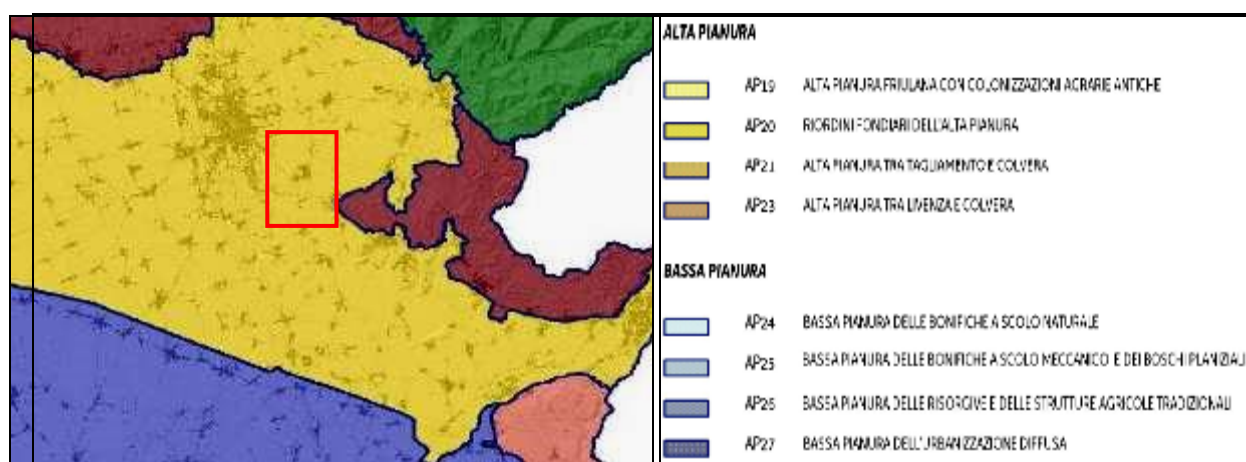 ALTA PIANURA
AP19 ALTA PIANURA FRIULANA CON COLONIZZAZIONI AGRARIE ANTICHE
AP20 RIORDINI FONDIARI DELL'ALTA PIANURA
AP21 ALTA PIANURA TRA TAGLIAMENTO E COLVERA
AP23 ALTA PIANURA TRA LIVENZA E COLVERA
BASSA PIANURA
AP24 BASSA PIANURA DELLE BONIFICHE A SCOLO NATURALE
AP25 BASSA PIANURA DELLE BONIFICHE A SCOLO MECCANICO E DEI BOSCHI PLANIZIALI
AP26 BASSA PIANURA DELLE RISORGIVE E DELLE STRUTTURE AGRICOLE TRADIZIONALI
AP27 BASSA PIANURA DELL'URBANIZZAZIONE DIFFUSA